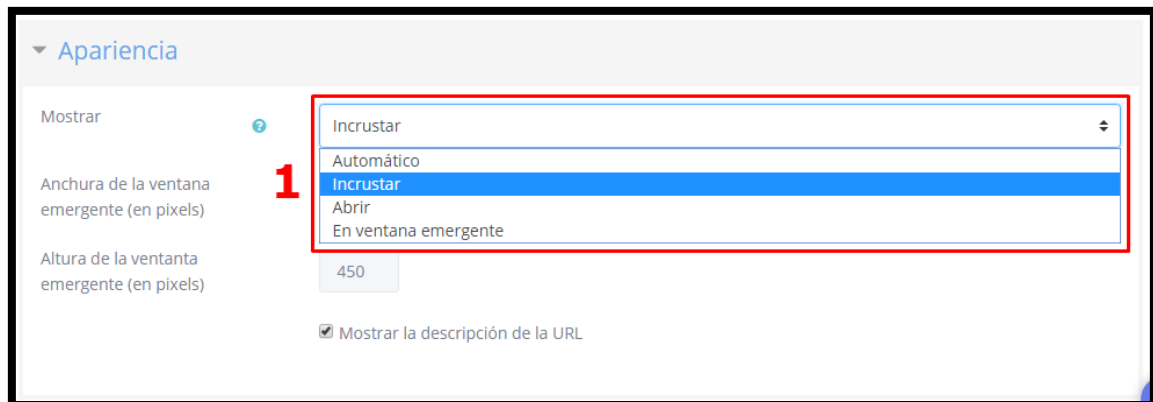 Apariencia
Mostrar
Incrustar
Automático
Incrustar
Abrir
En ventana emergente
1
Anchura de la ventana
emergente (en pixels)
Altura de la ventanta
emergente (en pixels)
450
Mostrar la descripción de la URL